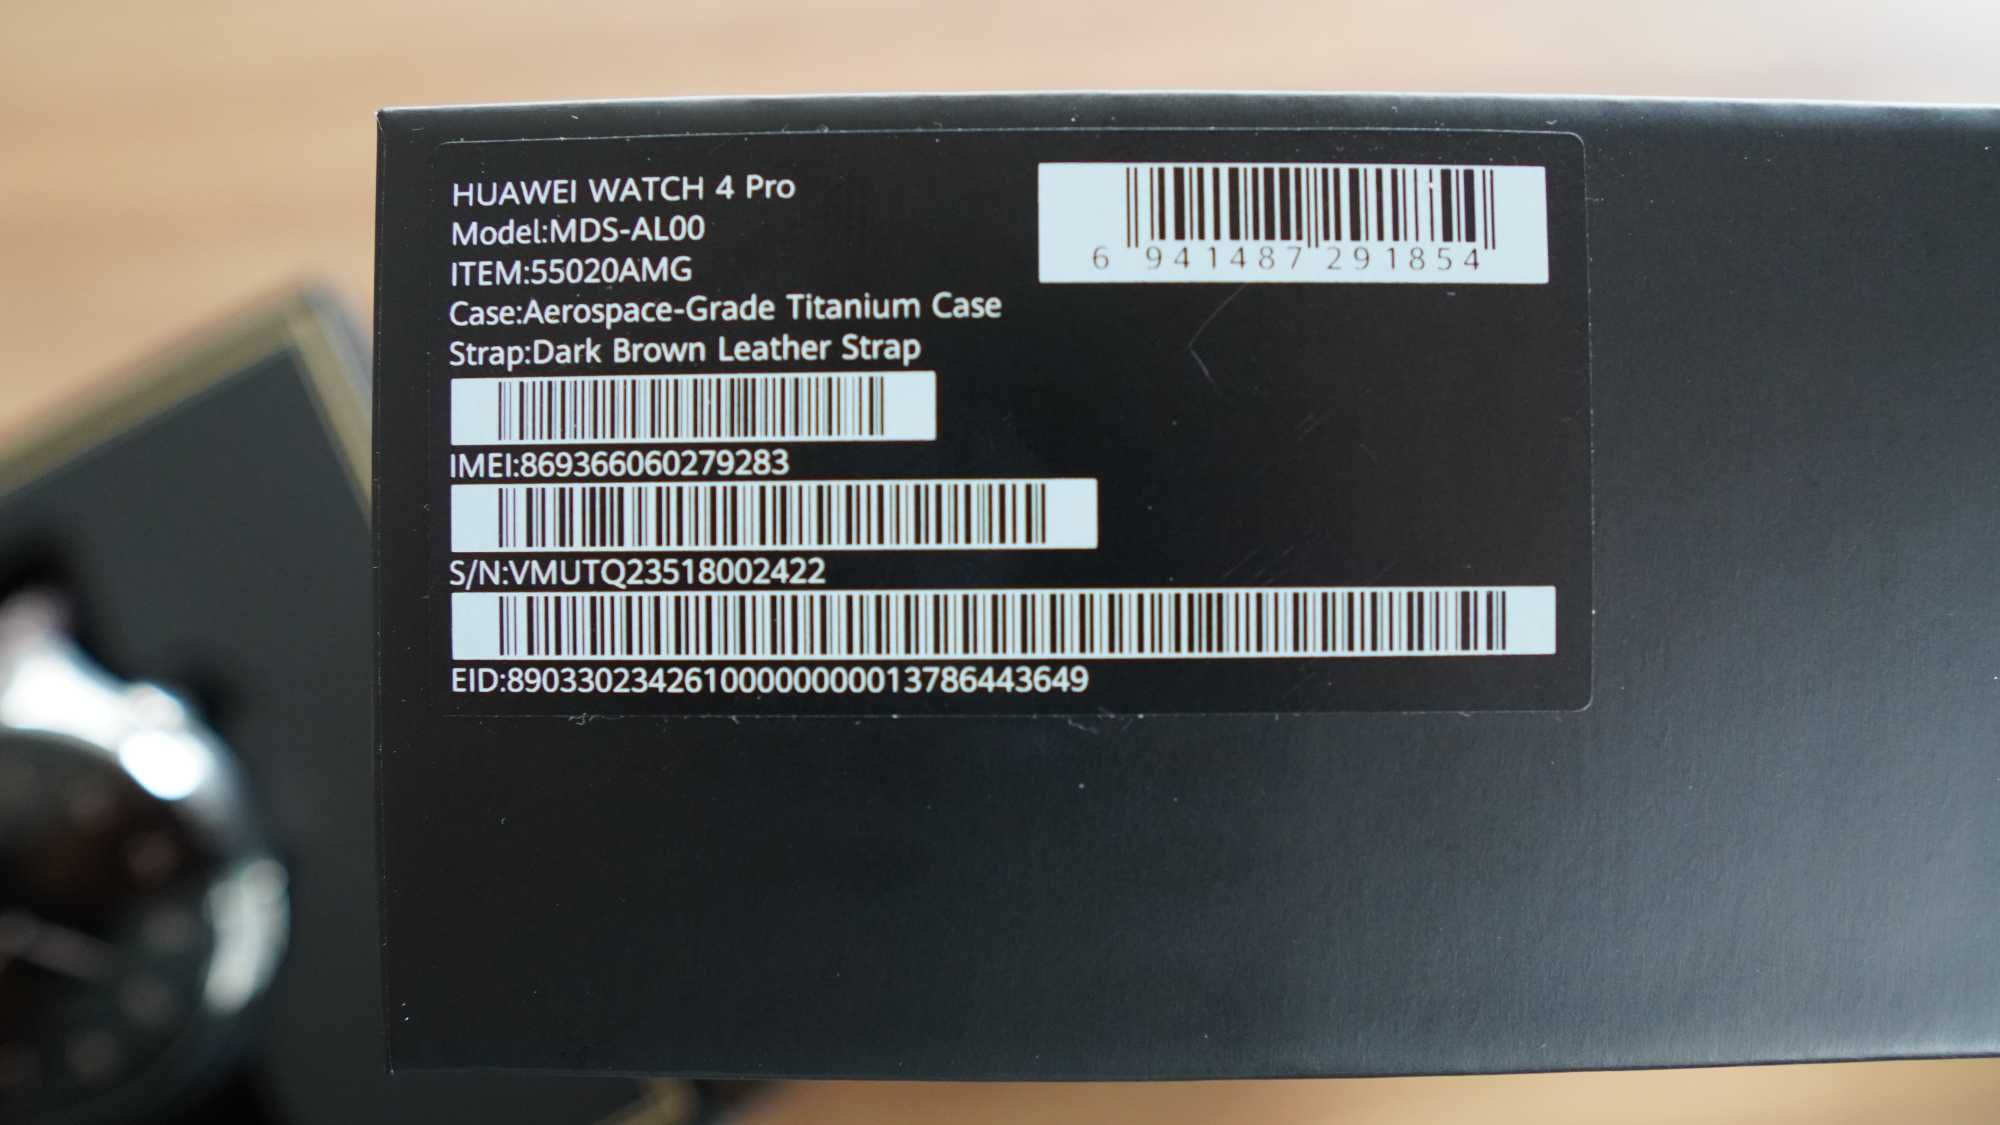 HUAWEI WATCH 4 Pro
Model:MDS-AL00
ITEM:55020AMG
Case:Aerospace-Grade Titanium Case
Strap:Dark Brown Leather Strap
6 941487 291854
IMEI:869366060279283
S/N:VMUTQ23518002422
EID:89033023426100000000013786443649